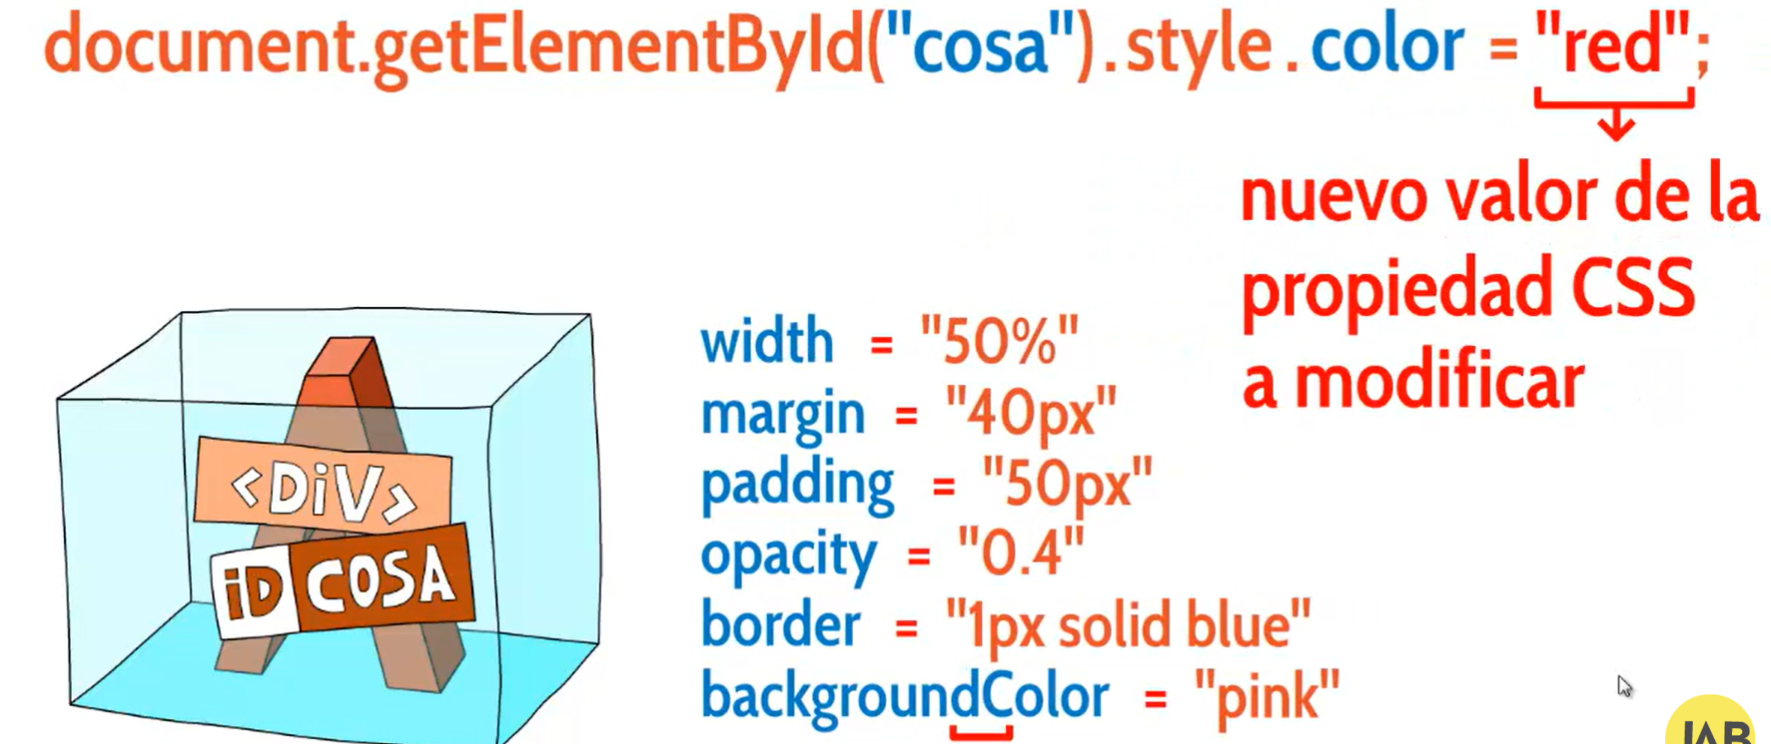 document.getElementById("cosa").style.color = "red";
nuevo valor de la
propiedad CSS
a modificar
<DiV>
iD COSA
width = "50%"
margin = "40px"
padding = "50px"
opacity = "0.4"
border = "1px solid blue"
backgroundColor = "pink"
JAB